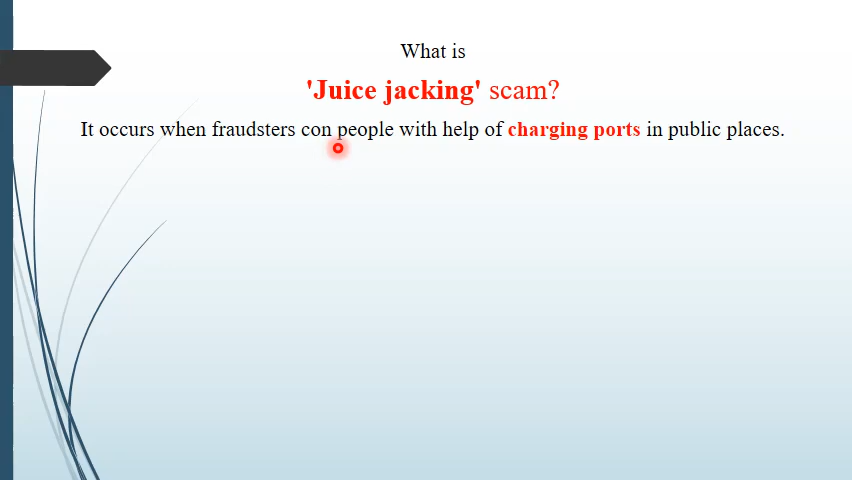 What is
'Juice jacking' scam?
It occurs when fraudsters con people with help of charging ports in public places.